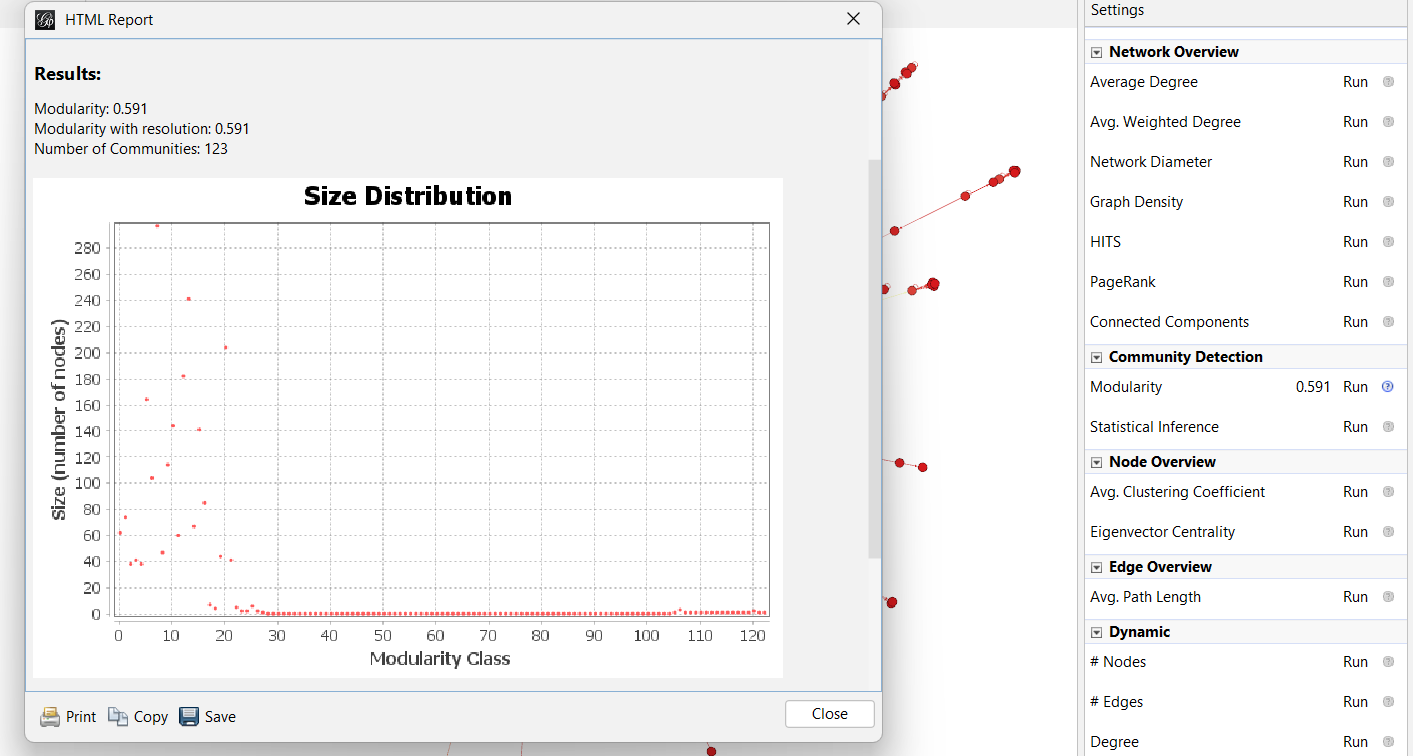 HTML Report
Results:
Modularity: 0.591
Modularity with resolution: 0.591
Number of Communities: 123
Size Distribution
Size (number of nodes)
280
260
240
220
200
180
160
140
120
100
80
60
40
20
0
0 10 20 30 40 50 60 70 80 90 100 110 120
Modularity Class
Print Copy Save Close
Settings
Network Overview
Average Degree Run
Avg. Weighted Degree Run
Network Diameter Run
Graph Density Run
HITS Run
PageRank Run
Connected Components Run
Community Detection
Modularity 0.591 Run
Statistical Inference Run
Node Overview
Avg. Clustering Coefficient Run
Eigenvector Centrality Run
Edge Overview
Avg. Path Length Run
Dynamic
# Nodes Run
# Edges Run
Degree Run